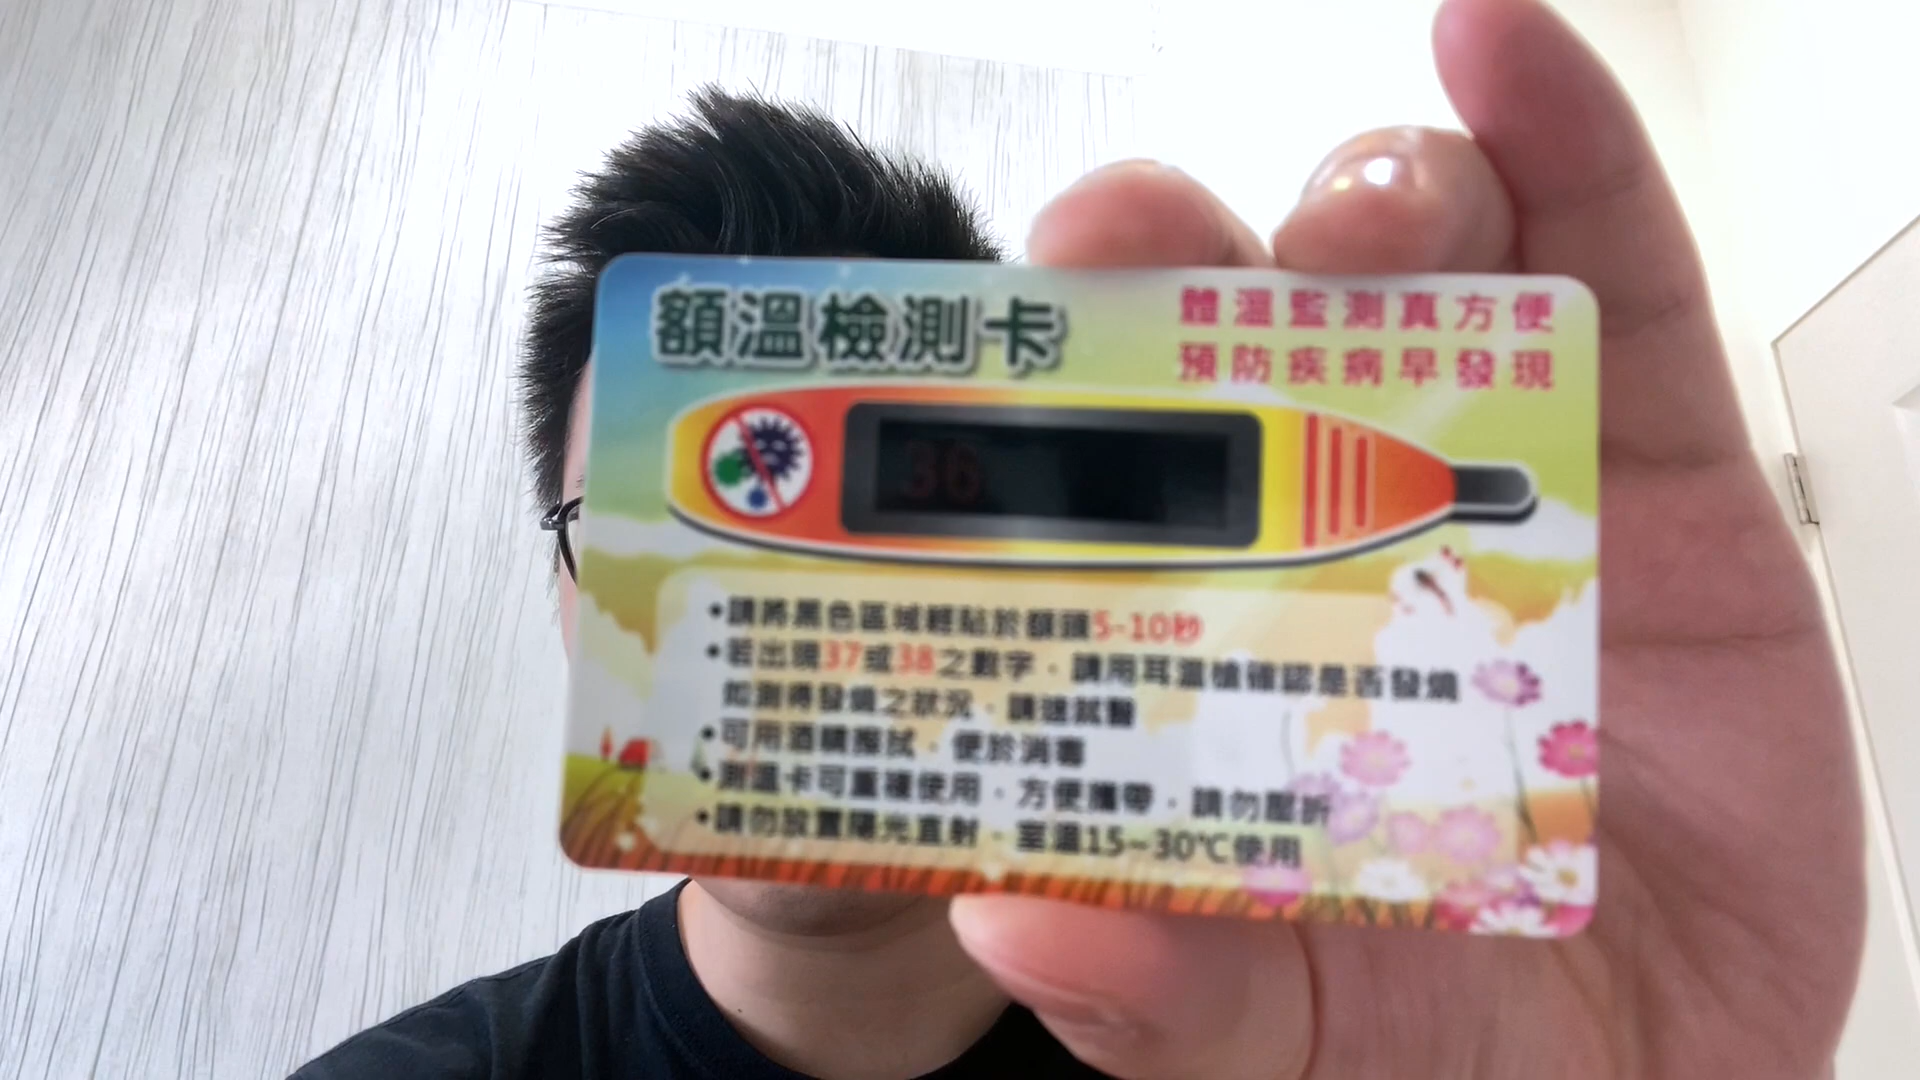 額溫檢測卡
體溫監測真方便
預防疾病早發現
36
•請將黑色區域輕貼於額頭5-10秒
•若出現37或38之數字，請用耳溫槍確認是否發燒
如測得發燒之狀況，請速就醫
•可用酒精擦拭，便於消毒
•測溫卡可重複使用，方便攜帶，請勿壓折
•請勿放置陽光直射，室溫15~30℃使用